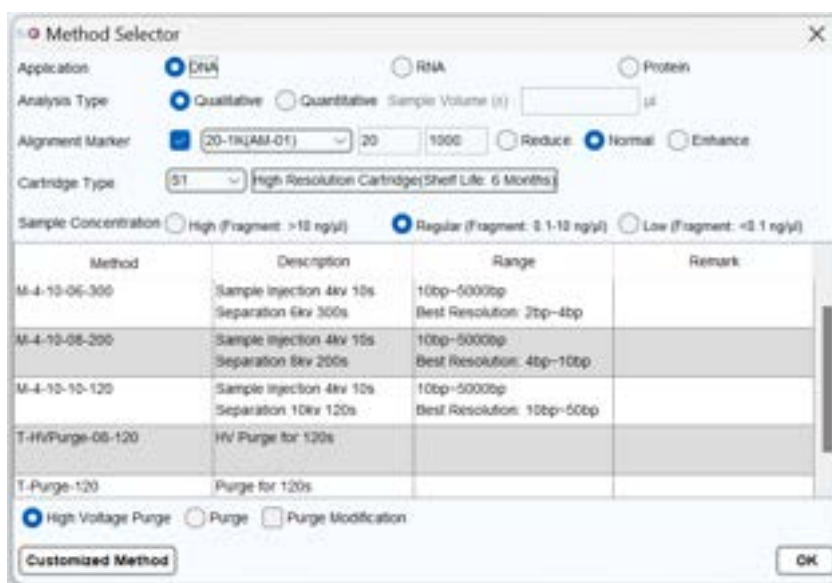 Method Selector
Application DNA RNA Protein
Analysis Type Qualitative Quantitative Sample Volume (s) µl
Alignment Marker 20-1K(AM-01) 20 1000 Reduce Normal Enhance
Cartridge Type S1 High Resolution Cartridge(Shelf Life: 6 Months)
Sample Concentration High (Fragment: >10 ng/µl) Regular (Fragment: 0.1-10 ng/µl) Low (Fragment: <0.1 ng/µl)
Method Description Range Remark
M-4-10-06-300 Sample Injection 4kv 10s 10bp~5000bp
Separation 6kv 300s Best Resolution: 2bp~4bp
M-4-10-08-200 Sample Injection 4kv 10s 10bp~5000bp
Separation 8kv 200s Best Resolution: 4bp~10bp
M-4-10-10-120 Sample Injection 4kv 10s 10bp~5000bp
Separation 10kv 120s Best Resolution: 10bp~50bp
T-HVPurge-08-120 HV Purge for 120s
T-Purge-120 Purge for 120s
High Voltage Purge Purge Purge Modification
Customized Method OK